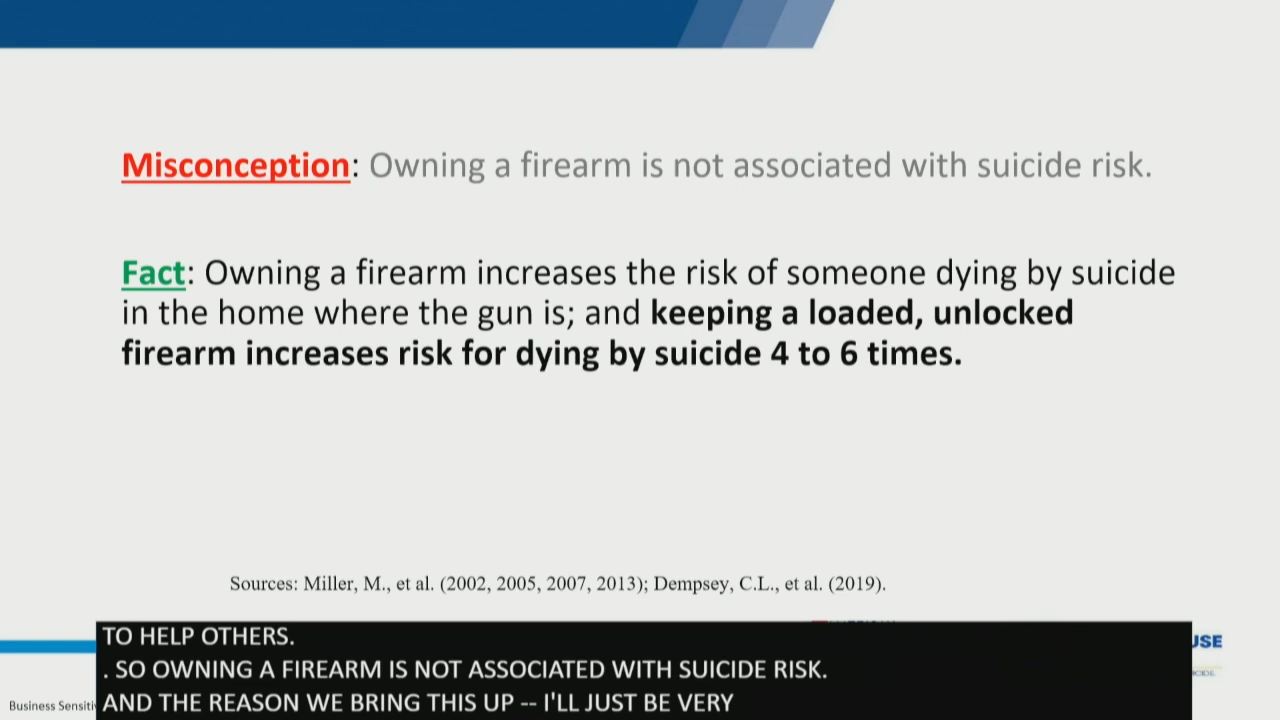 Misconception: Owning a firearm is not associated with suicide risk.
Fact: Owning a firearm increases the risk of someone dying by suicide
in the home where the gun is; and keeping a loaded, unlocked
firearm increases risk for dying by suicide 4 to 6 times.
Sources: Miller, M., et al. (2002, 2005, 2007, 2013); Dempsey, C.L., et al. (2019).
TO HELP OTHERS.
. SO OWNING A FIREARM IS NOT ASSOCIATED WITH SUICIDE RISK.
AND THE REASON WE BRING THIS UP -- I'LL JUST BE VERY
Business